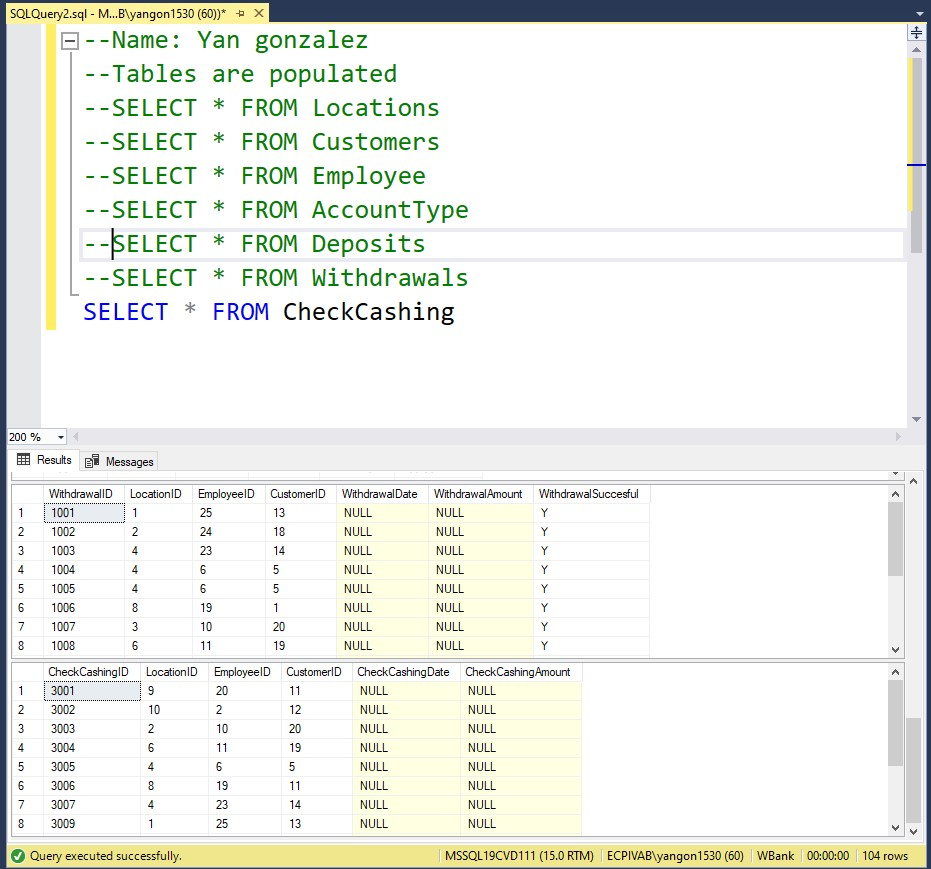 SQLQuery2.sql - M...B\yangon1530 (60))*
--Name: Yan gonzalez
--Tables are populated
--SELECT * FROM Locations
--SELECT * FROM Customers
--SELECT * FROM Employee
--SELECT * FROM AccountType
--SELECT * FROM Deposits
--SELECT * FROM Withdrawals
SELECT * FROM CheckCashing
200 %
Results Messages
WithdrawalID LocationID EmployeeID CustomerID WithdrawalDate WithdrawalAmount WithdrawalSuccesful
1 1001 1 25 13 NULL NULL Y
2 1002 2 24 18 NULL NULL Y
3 1003 4 23 14 NULL NULL Y
4 1004 4 6 5 NULL NULL Y
5 1005 4 6 5 NULL NULL Y
6 1006 8 19 1 NULL NULL Y
7 1007 3 10 20 NULL NULL Y
8 1008 6 11 19 NULL NULL Y
CheckCashingID LocationID EmployeeID CustomerID CheckCashingDate CheckCashingAmount
1 3001 9 20 11 NULL NULL
2 3002 10 2 12 NULL NULL
3 3003 2 10 20 NULL NULL
4 3004 6 11 19 NULL NULL
5 3005 4 6 5 NULL NULL
6 3006 8 19 11 NULL NULL
7 3007 4 23 14 NULL NULL
8 3009 1 25 13 NULL NULL
Query executed successfully. MSSQL19CVD111 (15.0 RTM) ECPIVAB\yangon1530 (60) WBank 00:00:00 104 rows